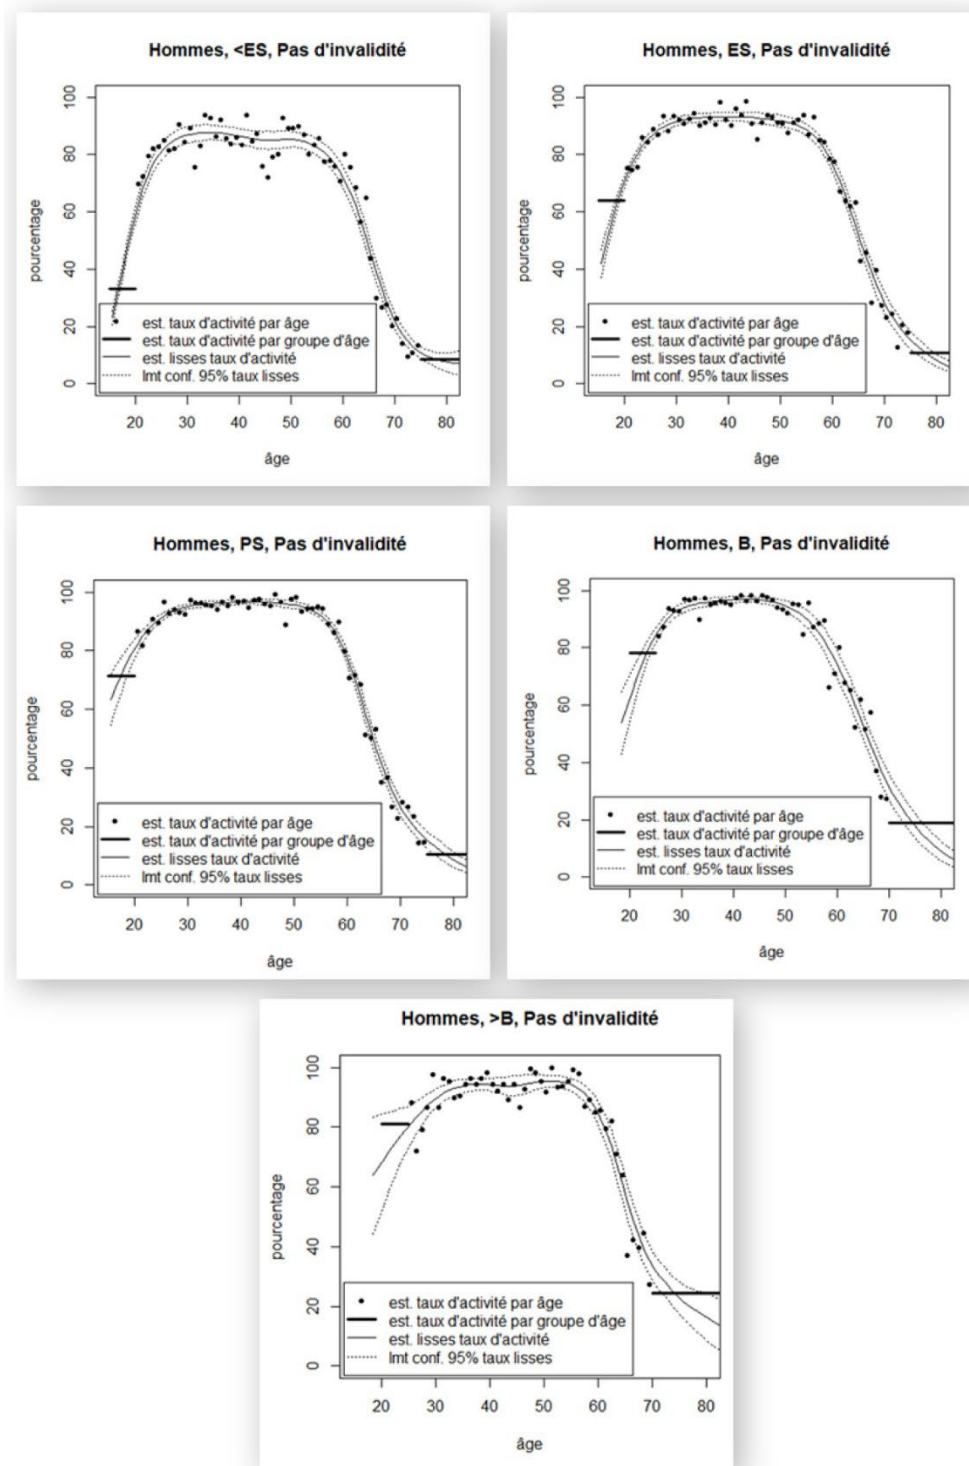 Hommes, <ES, Pas d'invalidité
pourcentage
0
20
40
60
80
100
est. taux d'activité par âge
est. taux d'activité par groupe d'âge
est. lisses taux d'activité
lmt conf. 95% taux lisses
20 30 40 50 60 70 80
âge
Hommes, ES, Pas d'invalidité
pourcentage
0
20
40
60
80
100
est. taux d'activité par âge
est. taux d'activité par groupe d'âge
est. lisses taux d'activité
lmt conf. 95% taux lisses
20 30 40 50 60 70 80
âge
Hommes, PS, Pas d'invalidité
pourcentage
0
20
40
60
80
100
est. taux d'activité par âge
est. taux d'activité par groupe d'âge
est. lisses taux d'activité
lmt conf. 95% taux lisses
20 30 40 50 60 70 80
âge
Hommes, B, Pas d'invalidité
pourcentage
0
20
40
60
80
100
est. taux d'activité par âge
est. taux d'activité par groupe d'âge
est. lisses taux d'activité
lmt conf. 95% taux lisses
20 30 40 50 60 70 80
âge
Hommes, >B, Pas d'invalidité
pourcentage
0
20
40
60
80
100
est. taux d'activité par âge
est. taux d'activité par groupe d'âge
est. lisses taux d'activité
lmt conf. 95% taux lisses
20 30 40 50 60 70 80
âge